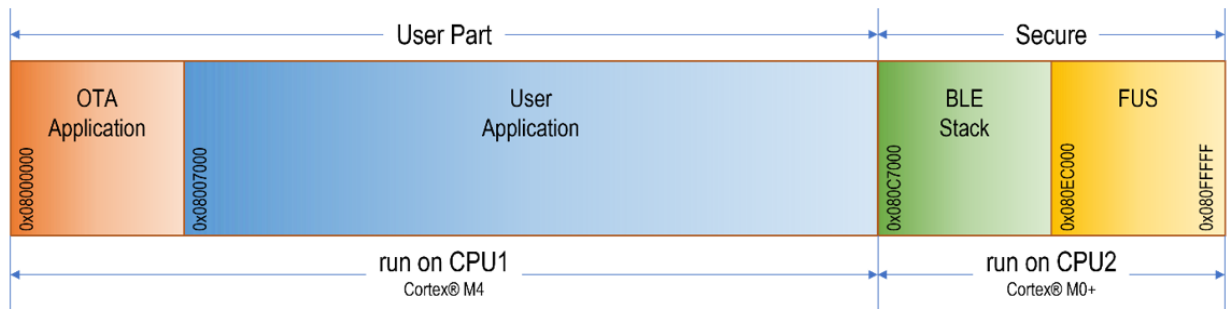 User Part
Secure
OTA
Application
User
Application
BLE
Stack
FUS
0x08000000
0x08007000
0x080C7000
0x080EC000
0x080FFFFF
run on CPU1
Cortex® M4
run on CPU2
Cortex® M0+